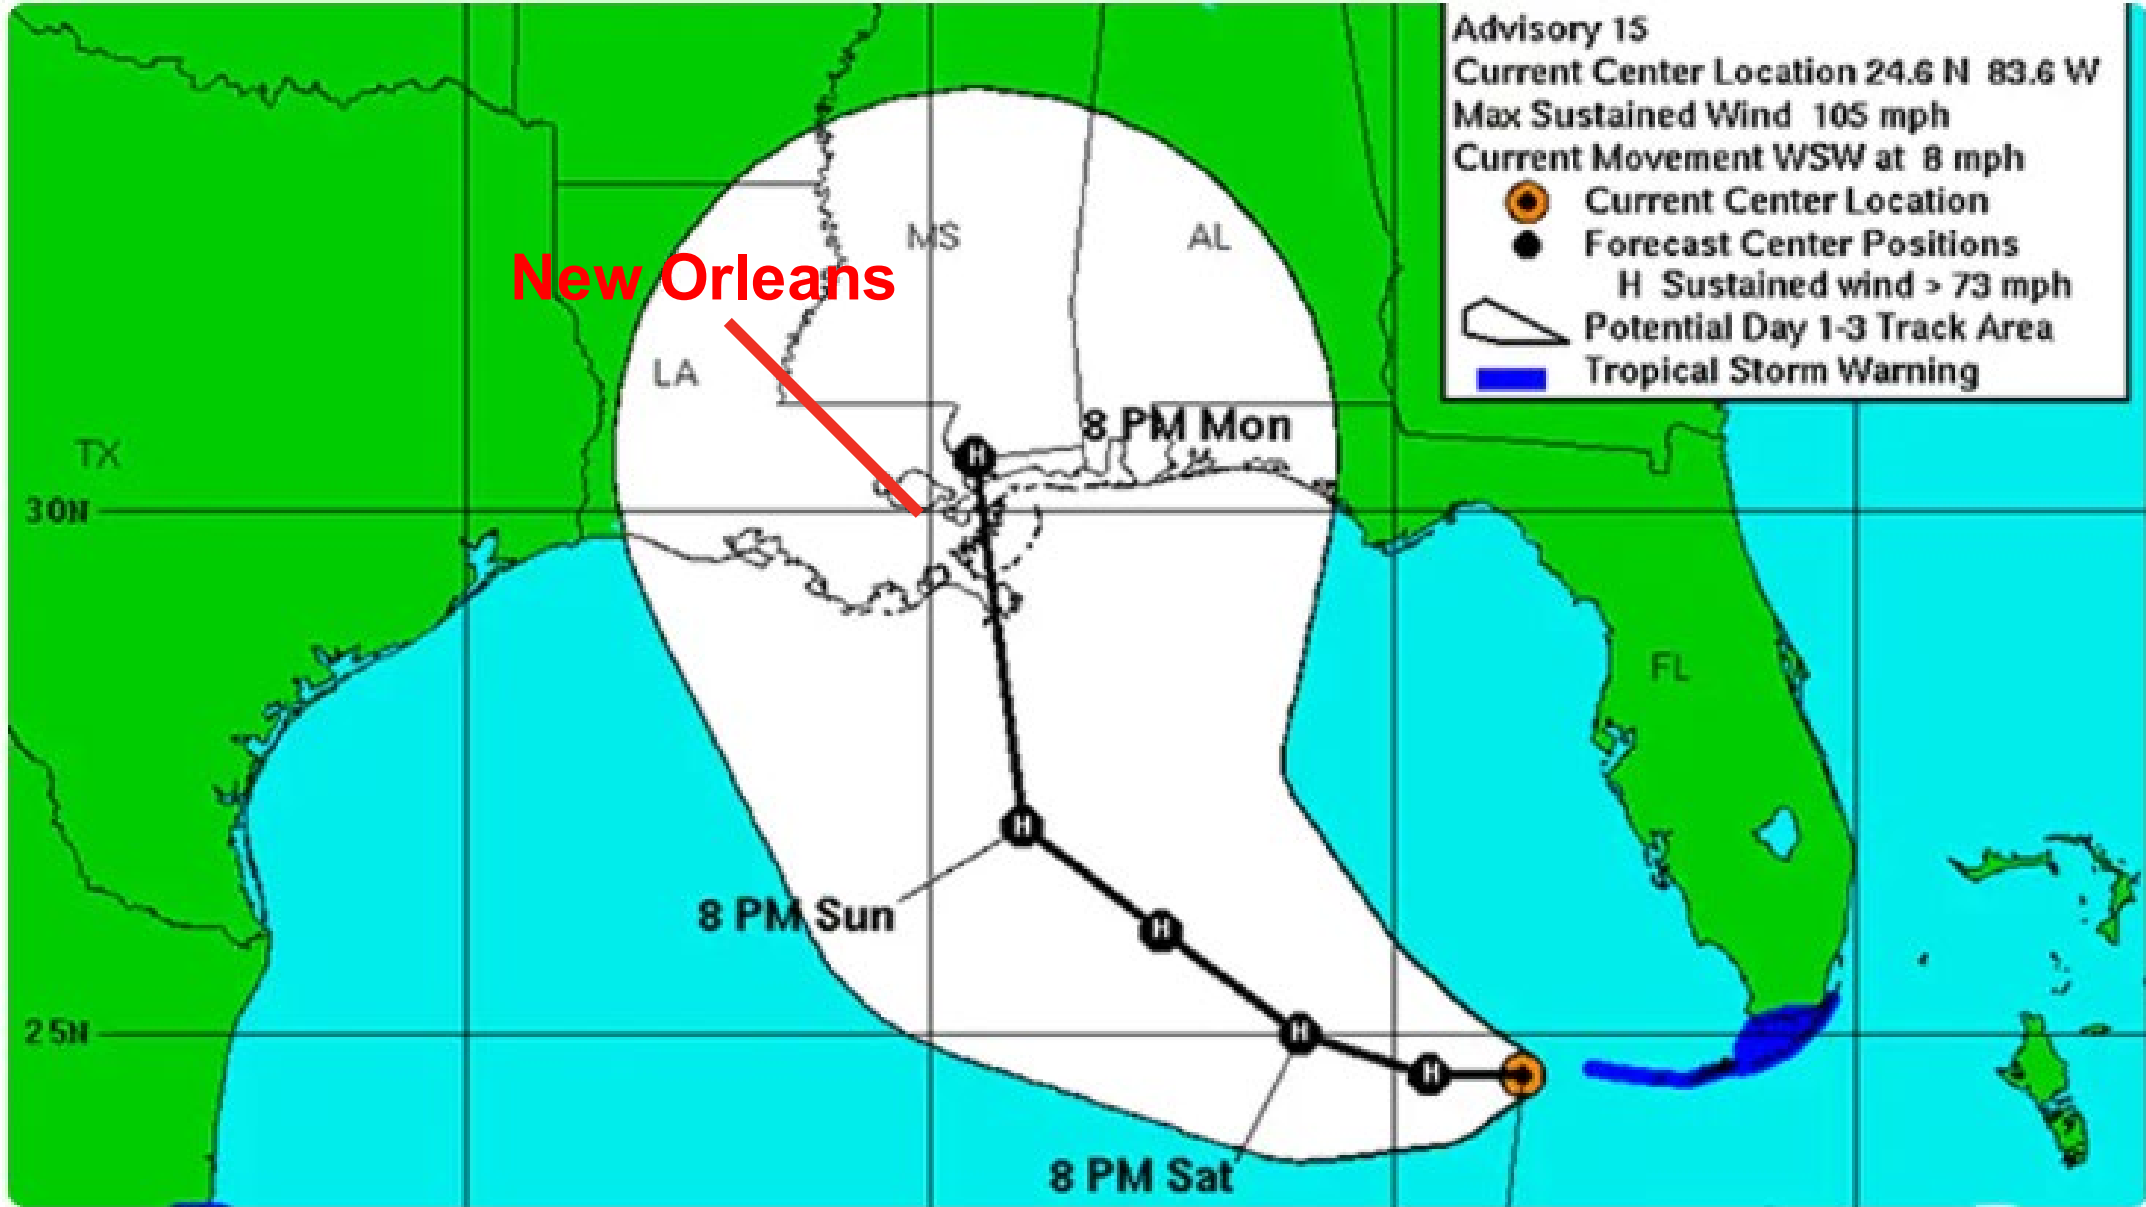 Advisory 15
Current Center Location 24.6 N 83.6 W
Max Sustained Wind 105 mph
Current Movement WSW at 8 mph
Current Center Location
Forecast Center Positions
H Sustained wind > 73 mph
Potential Day 1-3 Track Area
Tropical Storm Warning
MS
AL
New Orleans
LA
8 PM Mon
TX
H
30N
FL
H
8 PM Sun
H
25N
H
H
8 PM Sat